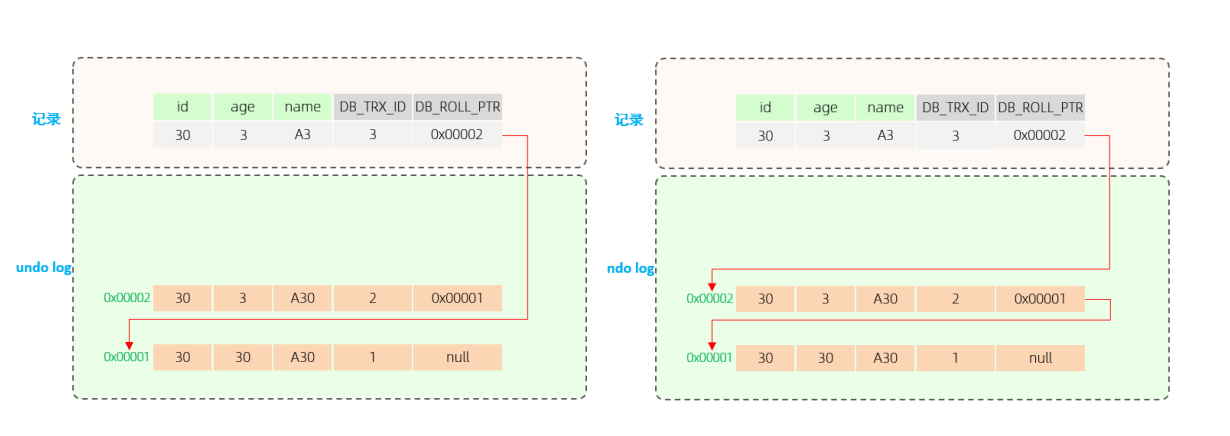 id age name DB_TRX_ID DB_ROLL_PTR
记录
30 3 A3 3 0x00002
undo log
0x00002 30 3 A30 2 0x00001
0x00001 30 30 A30 1 null
id age name DB_TRX_ID DB_ROLL_PTR
记录
30 3 A3 3 0x00002
ndo log
0x00002 30 3 A30 2 0x00001
0x00001 30 30 A30 1 null